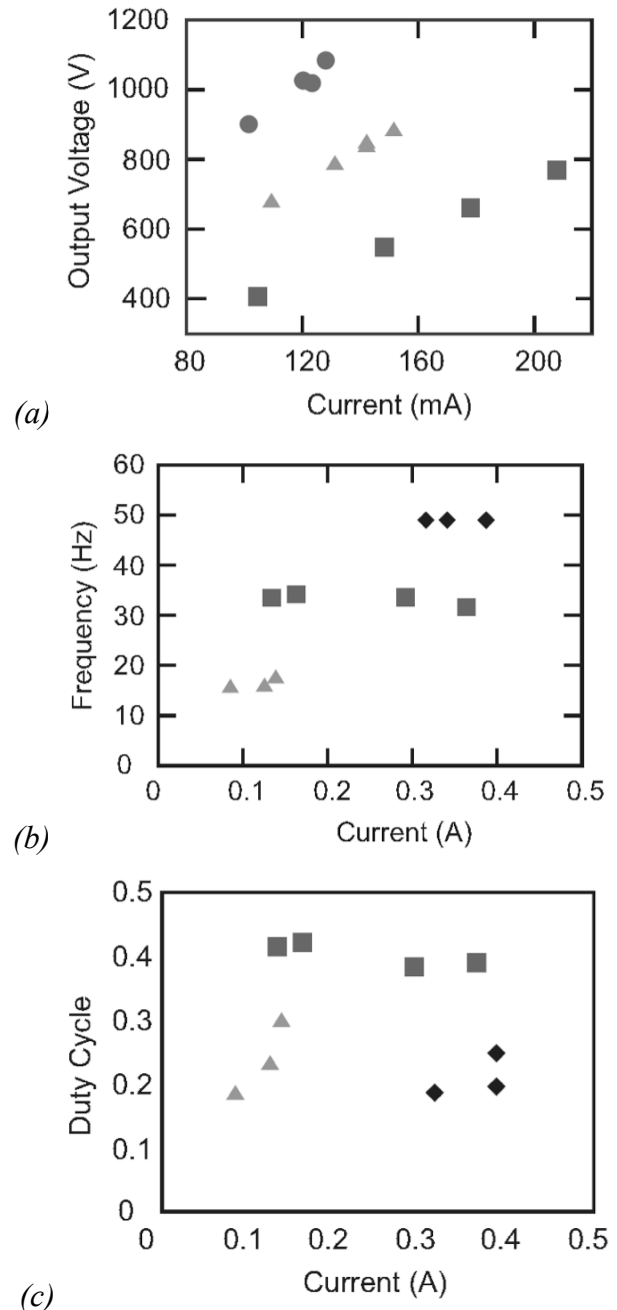 1200
1000
800
600
400
Output Voltage (V)
80 120 160 200
Current (mA)
(a)
60
50
40
30
20
10
0
Frequency (Hz)
0 0.1 0.2 0.3 0.4 0.5
Current (A)
(b)
0.5
0.4
0.3
0.2
0.1
0
Duty Cycle
0 0.1 0.2 0.3 0.4 0.5
Current (A)
(c)